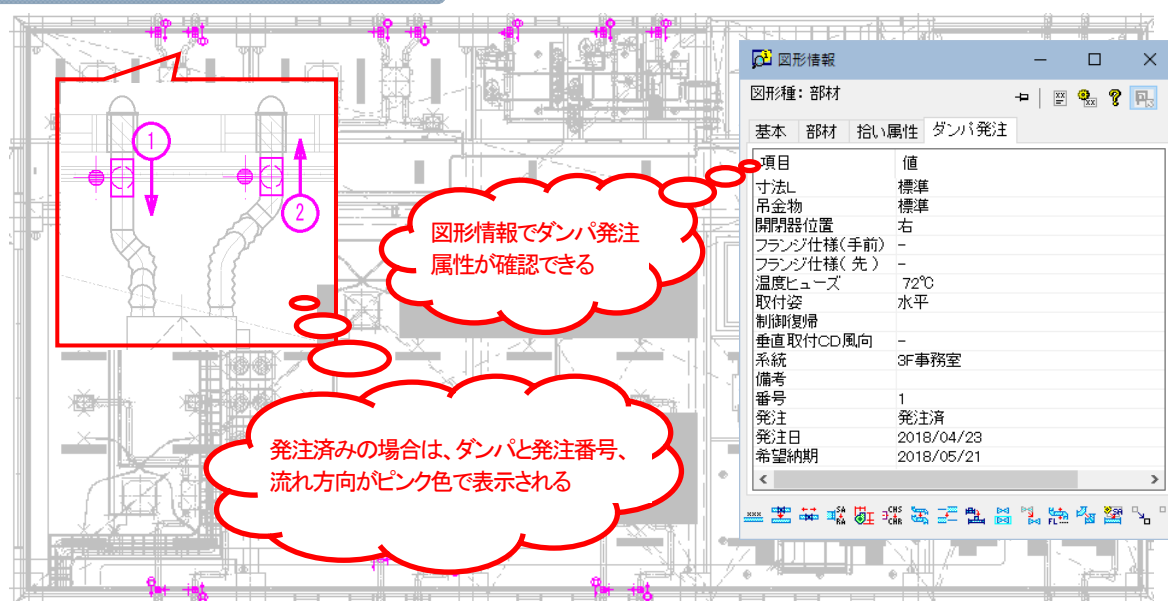 図形情報
図形種: 部材
基本 部材 拾い属性 ダンパ発注
項目 値
寸法L 標準
吊金物 標準
開閉器位置 右
フランジ仕様(手前) -
フランジ仕様( 先 ) -
温度ヒューズ 72℃
取付姿 水平
制御復帰
垂直取付CD風向 -
系統 3F事務室
備考
番号 1
発注 発注済
発注日 2018/04/23
希望納期 2018/05/21
1
2
図形情報でダンパ発注
属性が確認できる
発注済みの場合は、ダンパと発注番号、
流れ方向がピンク色で表示される